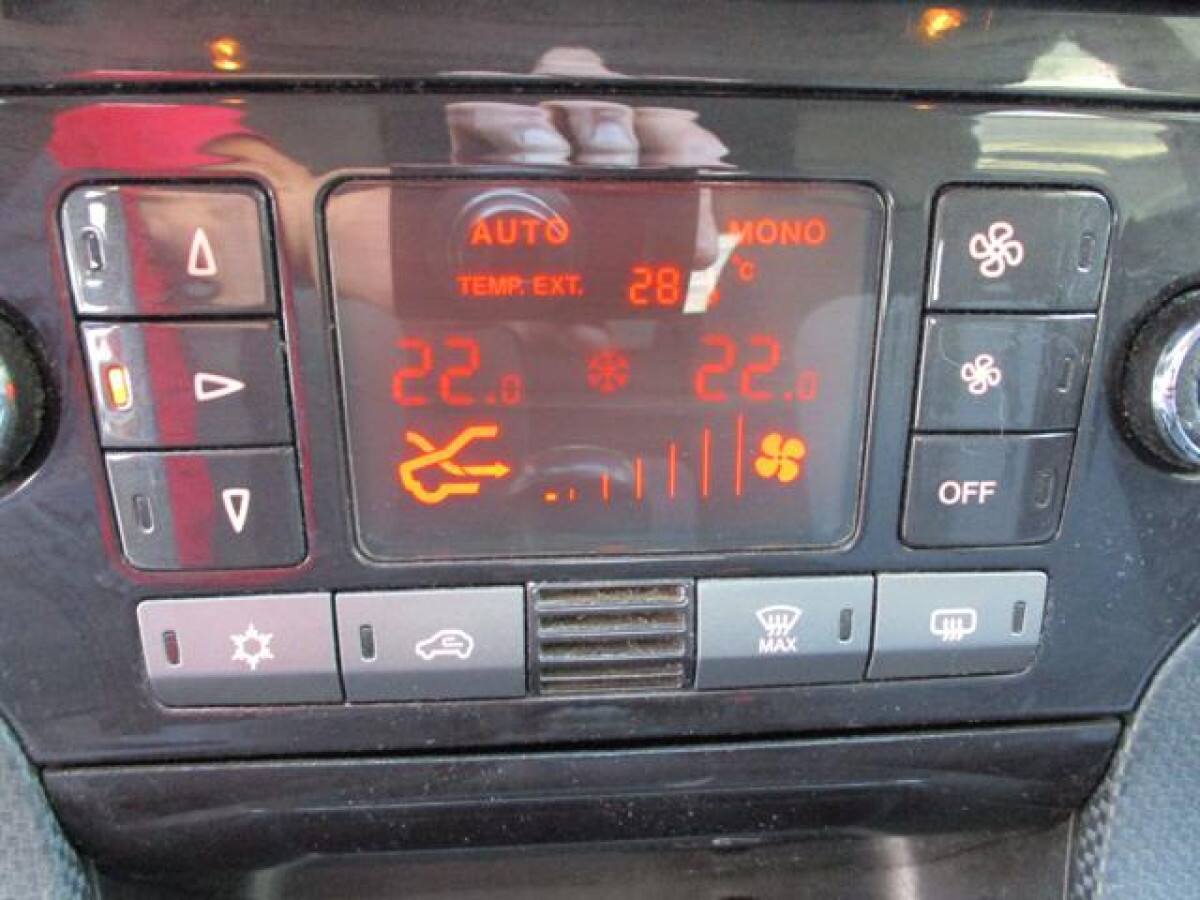 AUTO MONO
TEMP. EXT. 28 °C
22.0 22.0
OFF
MAX